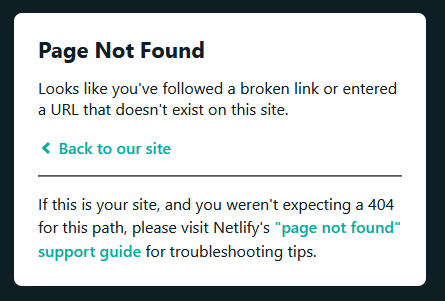 Page Not Found
Looks like you've followed a broken link or entered
a URL that doesn't exist on this site.
Back to our site
If this is your site, and you weren't expecting a 404
for this path, please visit Netlify's "page not found"
support guide for troubleshooting tips.